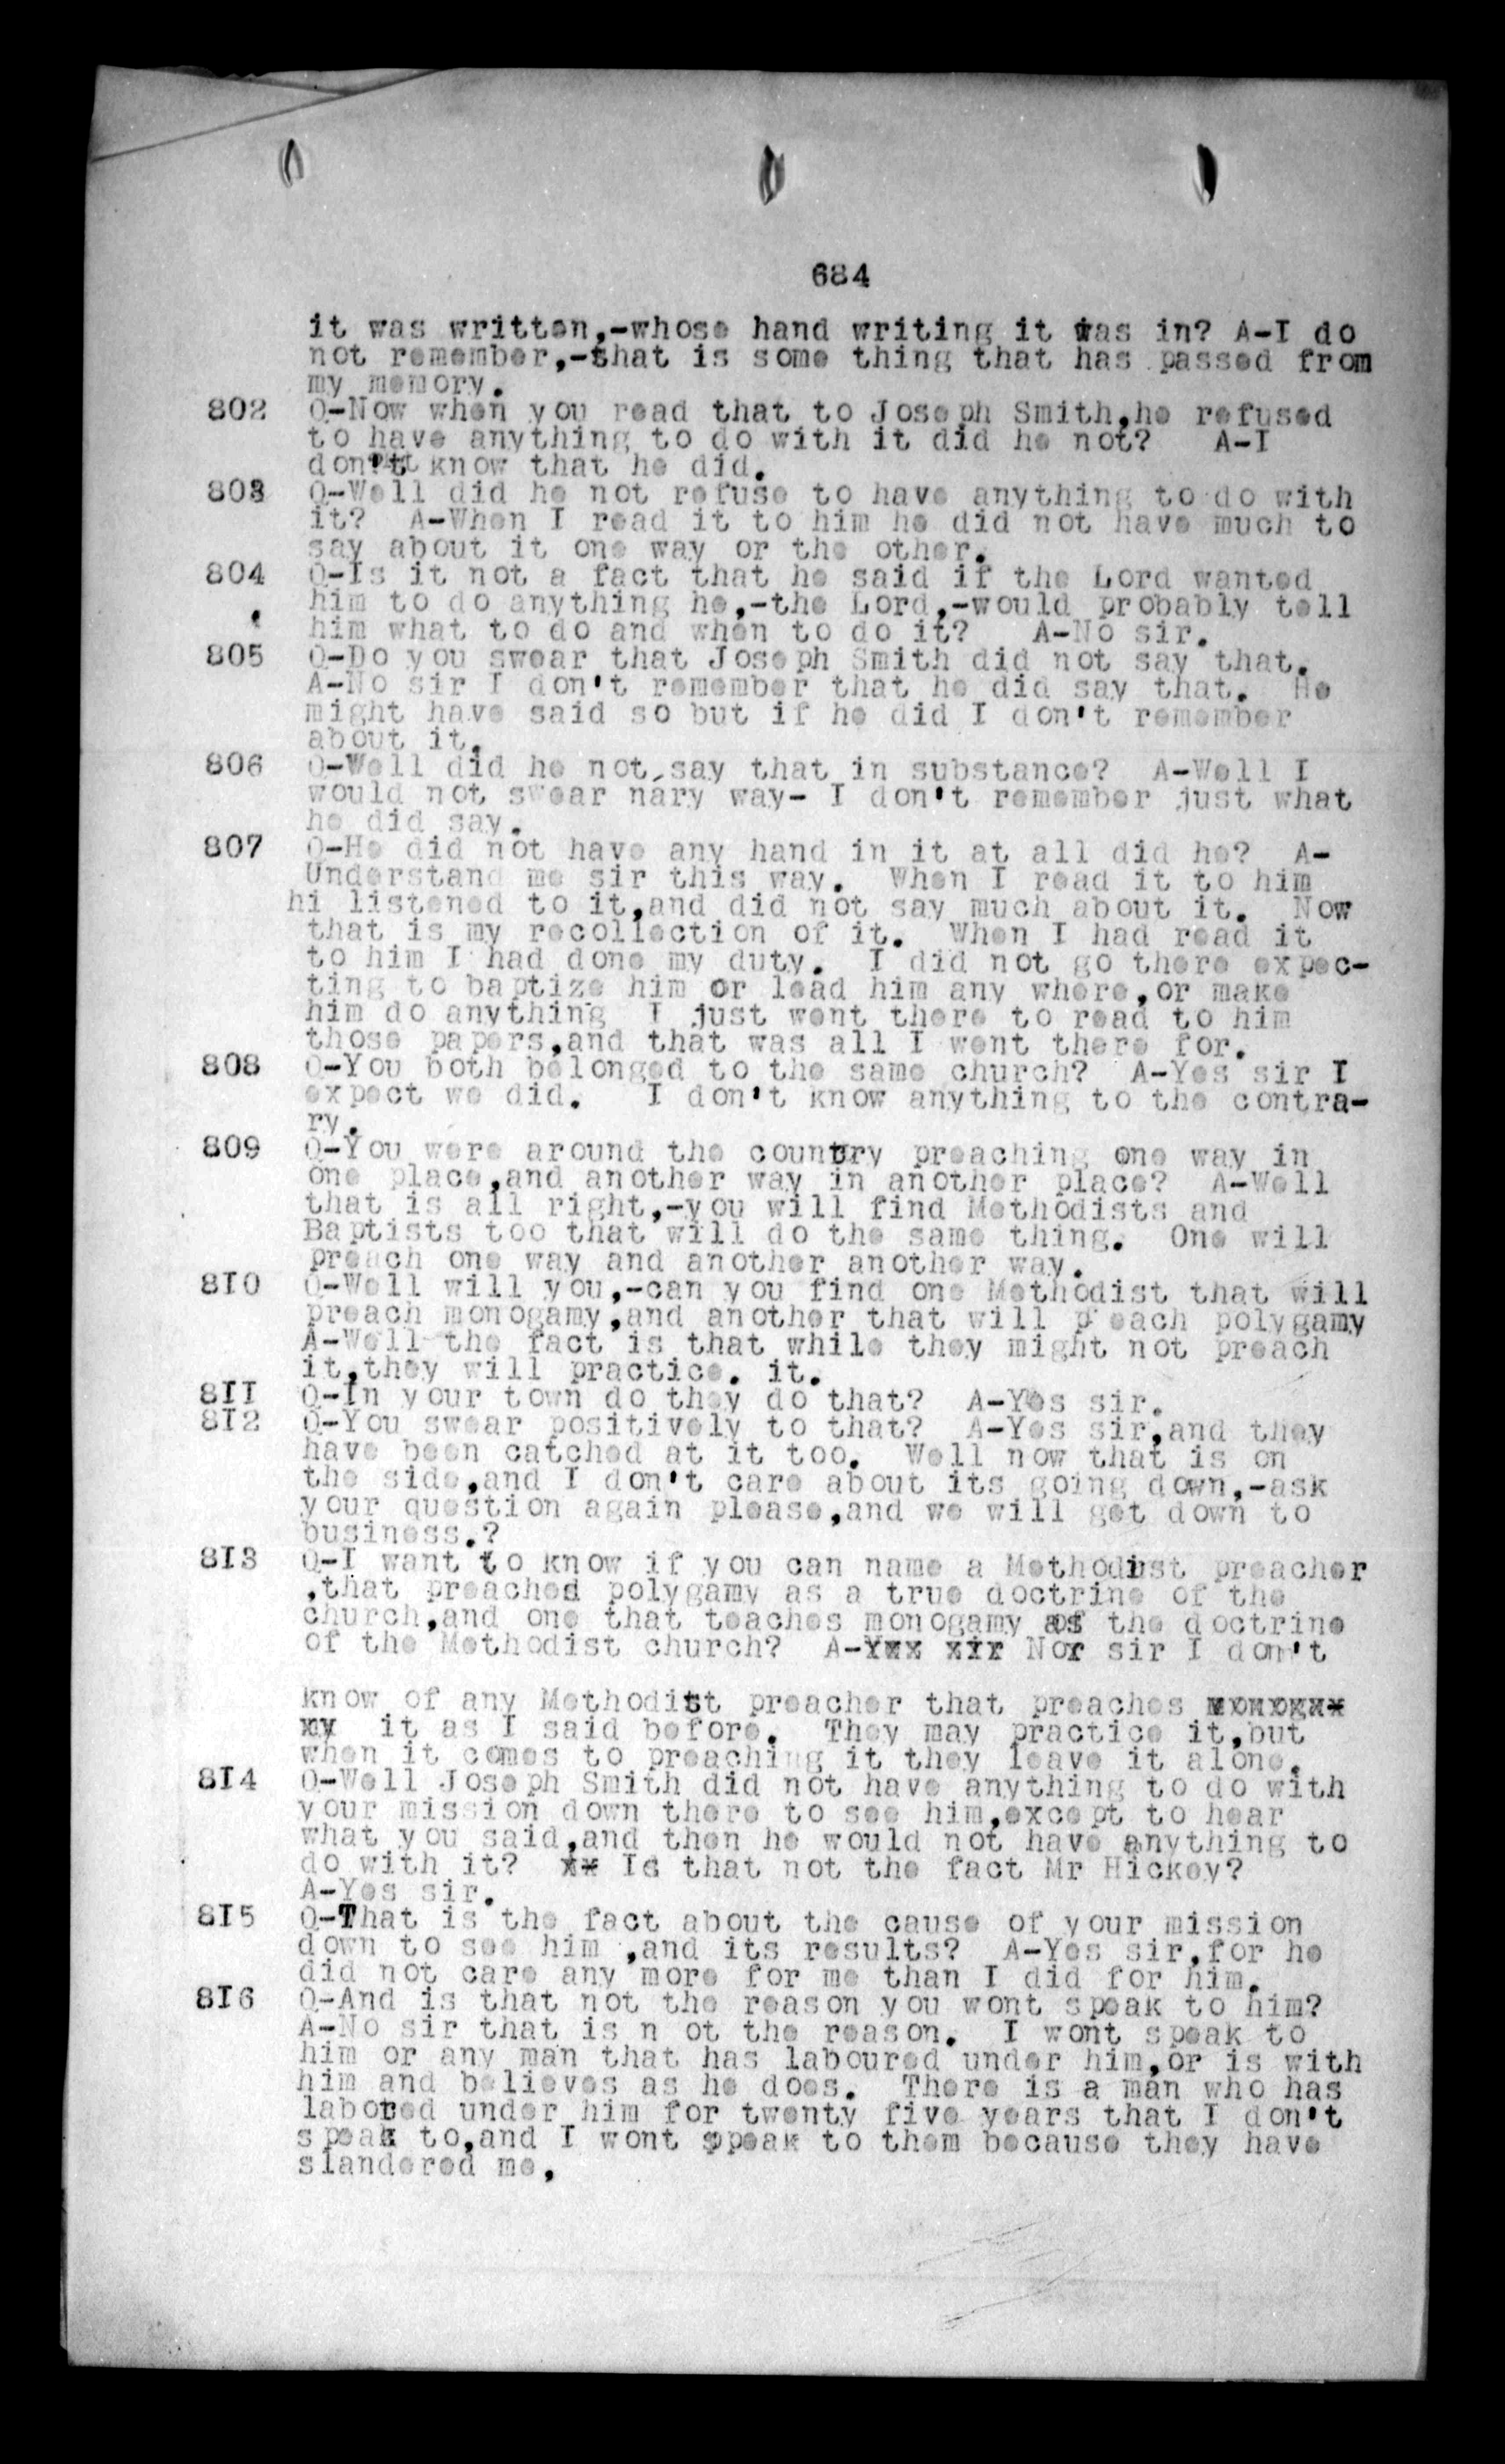 684
it was written,-whose hand writing it was in? A-I do
not remember,-that is some thing that has passed from
my memory.
802 Q-Now when you read that to Joseph Smith,he refused
to have anything to do with it did he not? A-I
don't know that he did.
803 Q-Well did he not refuse to have anything to do with
it? A-When I read it to him he did not have much to
say about it one way or the other.
804 Q-Is it not a fact that he said if the Lord wanted
him to do anything he,-the Lord,-would probably tell
him what to do and when to do it? A-No sir.
805 Q-Do you swear that Joseph Smith did not say that.
A-No sir I don't remember that he did say that. He
might have said so but if he did I don't remember
about it.
806 Q-Well did he not say that in substance? A-Well I
would not swear nary way- I don't remember just what
he did say.
807 Q-He did not have any hand in it at all did he? A-
Understand me sir this way. When I read it to him
hi listened to it,and did not say much about it. Now
that is my recollection of it. When I had read it
to him I had done my duty. I did not go there expec-
ting to baptize him or lead him any where,or make
him do anything I just went there to read to him
those papers,and that was all I went there for.
808 Q-You both belonged to the same church? A-Yes sir I
expect we did. I don't know anything to the contra-
ry.
809 Q-You were around the country preaching one way in
one place,and another way in another place? A-Well
that is all right,-you will find Methodists and
Baptists too that will do the same thing. One will
preach one way and another another way.
8I0 Q-Well will you,-can you find one Methodist that will
preach monogamy,and another that will p each polygamy
A-Well the fact is that while they might not preach
it,they will practice. it.
8II Q-In your town do they do that? A-Yes sir.
8I2 Q-You swear positively to that? A-Yes sir,and they
have been catched at it too. Well now that is on
the side,and I don't care about its going down,-ask
your question again please,and we will get down to
business.?
8I3 Q-I want to know if you can name a Methodist preacher
,that preached polygamy as a true doctrine of the
church,and one that teaches monogamy as the doctrine
of the Methodist church? A-Yxx xir Nor sir I don't
know of any Methodist preacher that preaches mxnxgxx
xy it as I said before. They may practice it,but
when it comes to preaching it they leave it alone.
8I4 Q-Well Joseph Smith did not have anything to do with
your mission down there to see him,except to hear
what you said,and then he would not have anything to
do with it? xx Is that not the fact Mr Hickey?
A-Yes sir.
8I5 Q-That is the fact about the cause of your mission
down to see him ,and its results? A-Yes sir,for he
did not care any more for me than I did for him.
8I6 Q-And is that not the reason you wont speak to him?
A-No sir that is n ot the reason. I wont speak to
him or any man that has laboured under him,or is with
him and believes as he does. There is a man who has
labored under him for twenty five years that I don't
speak to,and I wont speak to them because they have
slandered me,